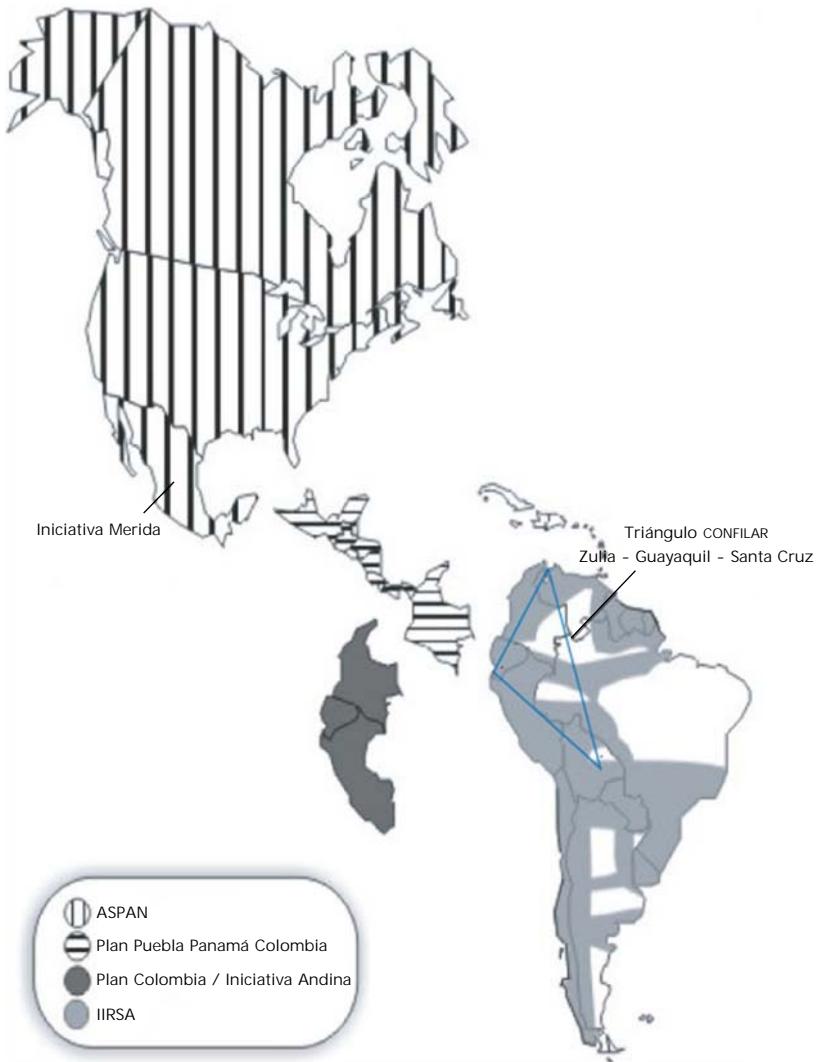 Iniciativa Merida
Triángulo CONFILAR
Zulia - Guayaquil - Santa Cruz
ASPAN
Plan Puebla Panamá Colombia
Plan Colombia / Iniciativa Andina
IIRSA